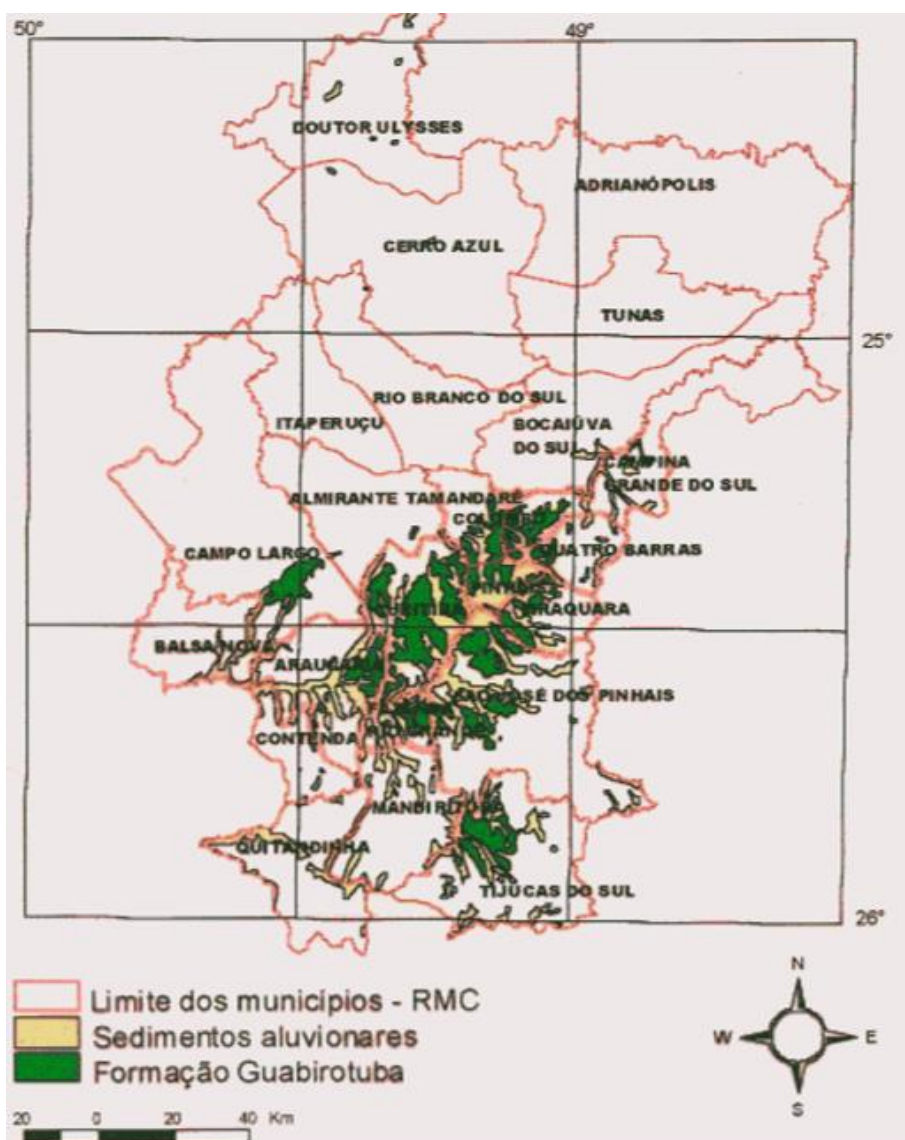 50°
49°
DOUTOR ULYSSES
ADRIANÓPOLIS
CERRO AZUL
TUNAS
25°
RIO BRANCO DO SUL
ITAPERUÇU
BOCAIÚVA
DO SUL
CAMPINA
GRANDE DO SUL
ALMIRANTE TAMANDARÉ
QUATRO BARRAS
CAMPO LARGO
CURITIBA
BALSA NOVA
ARAUCÁRIA
SÃO JOSÉ DOS PINHAIS
CONTENDA
MANDIRITUBA
QUITANDINHA
TIJUCAS DO SUL
26°
Limite dos municípios - RMC
Sedimentos aluvionares
Formação Guabirotuba
N
W
E
S
20 0 20 40 Km